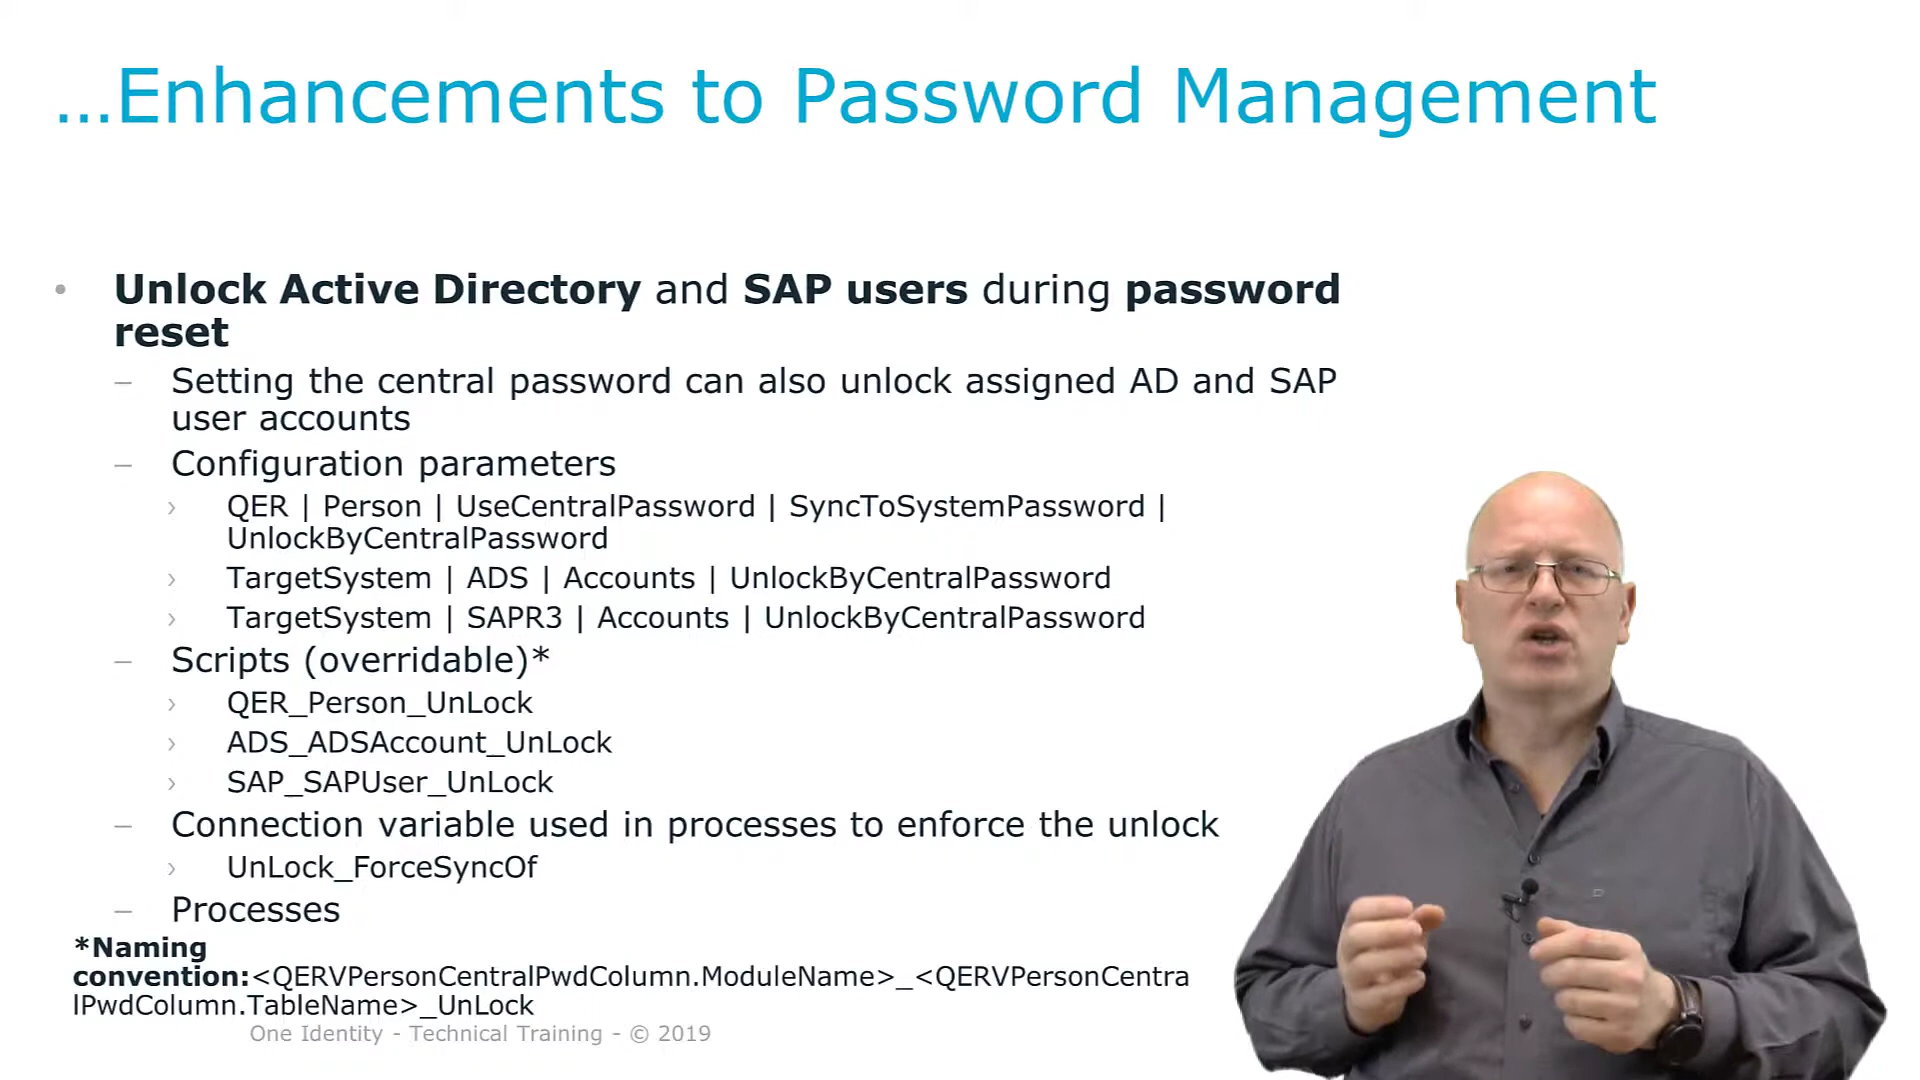 …Enhancements to Password Management
• Unlock Active Directory and SAP users during password
reset
– Setting the central password can also unlock assigned AD and SAP
user accounts
– Configuration parameters
› QER | Person | UseCentralPassword | SyncToSystemPassword |
UnlockByCentralPassword
› TargetSystem | ADS | Accounts | UnlockByCentralPassword
› TargetSystem | SAPR3 | Accounts | UnlockByCentralPassword
– Scripts (overridable)*
› QER_Person_UnLock
› ADS_ADSAccount_UnLock
› SAP_SAPUser_UnLock
– Connection variable used in processes to enforce the unlock
› UnLock_ForceSyncOf
– Processes
*Naming
convention:<QERVPersonCentralPwdColumn.ModuleName>_<QERVPersonCentra
lPwdColumn.TableName>_UnLock
One Identity - Technical Training - © 2019